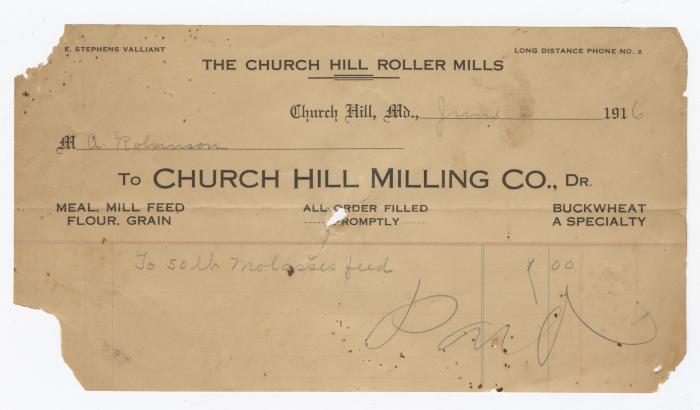 E. STEPHENS VALLIANT
LONG DISTANCE PHONE NO. 2
THE CHURCH HILL ROLLER MILLS
Church Hill, Md., June 1916
M A. Robinson
TO CHURCH HILL MILLING CO., DR.
MEAL, MILL FEED
FLOUR, GRAIN
ALL ORDER FILLED
PROMPTLY
BUCKWHEAT
A SPECIALTY
To 50 lb Molasses feed 1 00
Paid